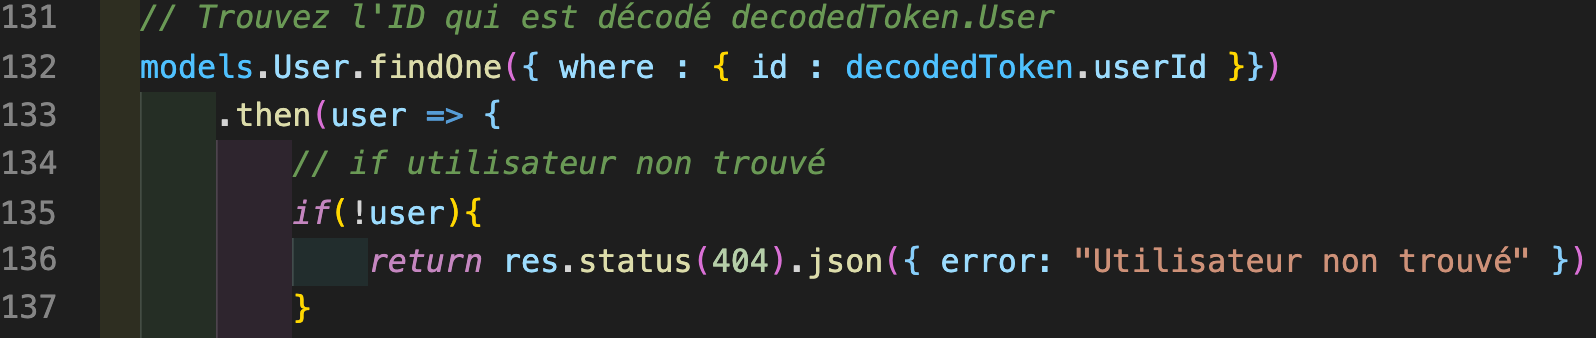 131 // Trouvez l'ID qui est décodé decodedToken.User
132 models.User.findOne({ where : { id : decodedToken.userId }})
133 .then(user => {
134 // if utilisateur non trouvé
135 if(!user){
136 return res.status(404).json({ error: "Utilisateur non trouvé" })
137 }